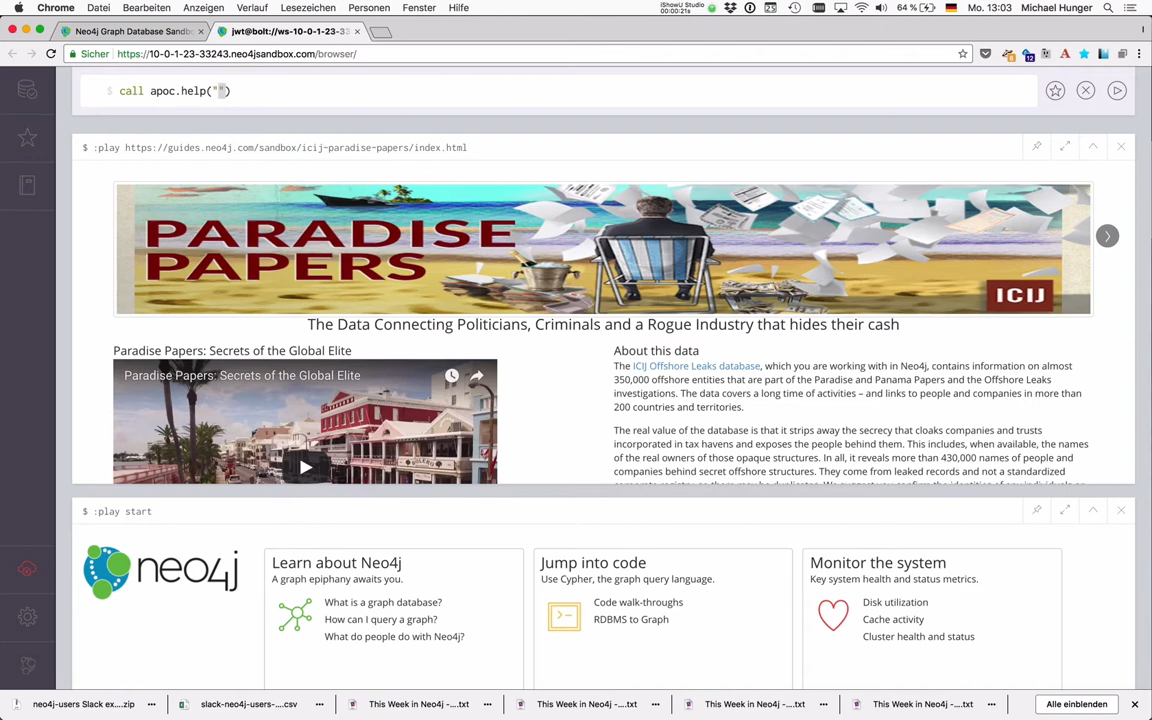 Chrome Datei Bearbeiten Anzeigen Verlauf Lesezeichen Personen Fenster Hilfe iShowU Studio 00:00:21s 64 % Mo. 13:03 Michael Hunger
Neo4j Graph Database Sandb jwt@bolt://ws-10-0-1-23-33
Sicher https://10-0-1-23-33243.neo4jsandbox.com/browser/
$ call apoc.help("")
$ :play https://guides.neo4j.com/sandbox/icij-paradise-papers/index.html
PARADISE
PAPERS
ICIJ
The Data Connecting Politicians, Criminals and a Rogue Industry that hides their cash
Paradise Papers: Secrets of the Global Elite
Paradise Papers: Secrets of the Global Elite
About this data
The ICIJ Offshore Leaks database, which you are working with in Neo4j, contains information on almost
350,000 offshore entities that are part of the Paradise and Panama Papers and the Offshore Leaks
investigations. The data covers a long time of activities – and links to people and companies in more than
200 countries and territories.
The real value of the database is that it strips away the secrecy that cloaks companies and trusts
incorporated in tax havens and exposes the people behind them. This includes, when available, the names
of the real owners of those opaque structures. In all, it reveals more than 430,000 names of people and
companies behind secret offshore structures. They come from leaked records and not a standardized
$ :play start
neo4j
Learn about Neo4j
A graph epiphany awaits you.
What is a graph database?
How can I query a graph?
What do people do with Neo4j?
Jump into code
Use Cypher, the graph query language.
Code walk-throughs
RDBMS to Graph
Monitor the system
Key system health and status metrics.
Disk utilization
Cache activity
Cluster health and status
neo4j-users Slack ex....zip slack-neo4j-users-....csv This Week in Neo4j -....txt This Week in Neo4j -....txt This Week in Neo4j -....txt This Week in Neo4j -....txt Alle einblenden